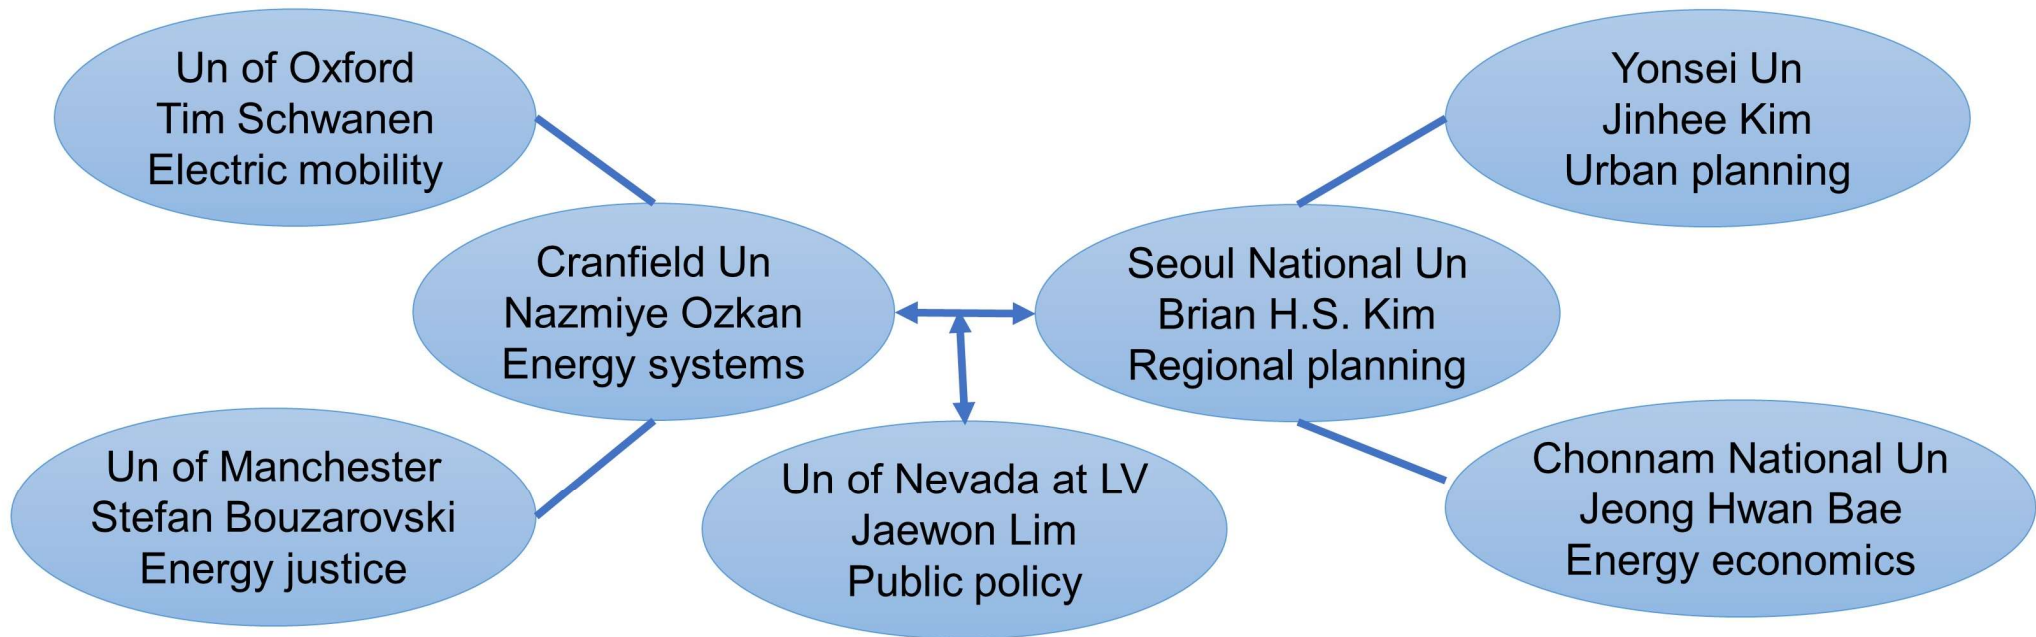 Un of Oxford
Tim Schwanen
Electric mobility
Yonsei Un
Jinhee Kim
Urban planning
Cranfield Un
Nazmiye Ozkan
Energy systems
Seoul National Un
Brian H.S. Kim
Regional planning
Un of Manchester
Stefan Bouzarovski
Energy justice
Un of Nevada at LV
Jaewon Lim
Public policy
Chonnam National Un
Jeong Hwan Bae
Energy economics